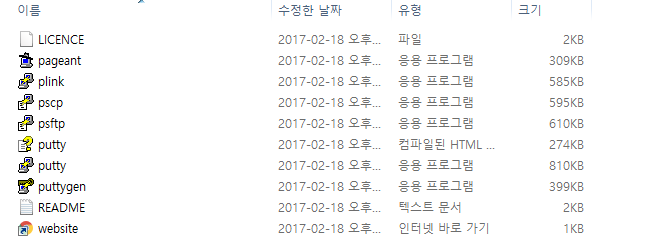 이름 수정한 날짜 유형 크기
LICENCE 2017-02-18 오후... 파일 2KB
pageant 2017-02-18 오후... 응용 프로그램 309KB
plink 2017-02-18 오후... 응용 프로그램 585KB
pscp 2017-02-18 오후... 응용 프로그램 595KB
psftp 2017-02-18 오후... 응용 프로그램 610KB
putty 2017-02-18 오후... 컴파일된 HTML ... 274KB
putty 2017-02-18 오후... 응용 프로그램 810KB
puttygen 2017-02-18 오후... 응용 프로그램 399KB
README 2017-02-18 오후... 텍스트 문서 2KB
website 2017-02-18 오후... 인터넷 바로 가기 1KB